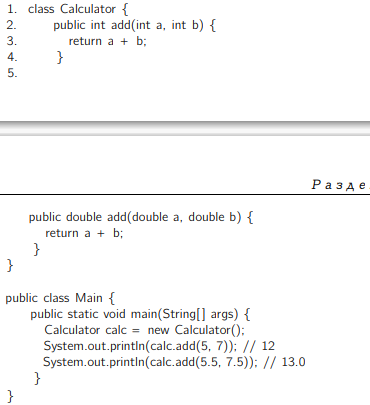 1. class Calculator {
2. public int add(int a, int b) {
3. return a + b;
4. }
5.
Разде
public double add(double a, double b) {
return a + b;
}
}
public class Main {
public static void main(String[] args) {
Calculator calc = new Calculator();
System.out.println(calc.add(5, 7)); // 12
System.out.println(calc.add(5.5, 7.5)); // 13.0
}
}